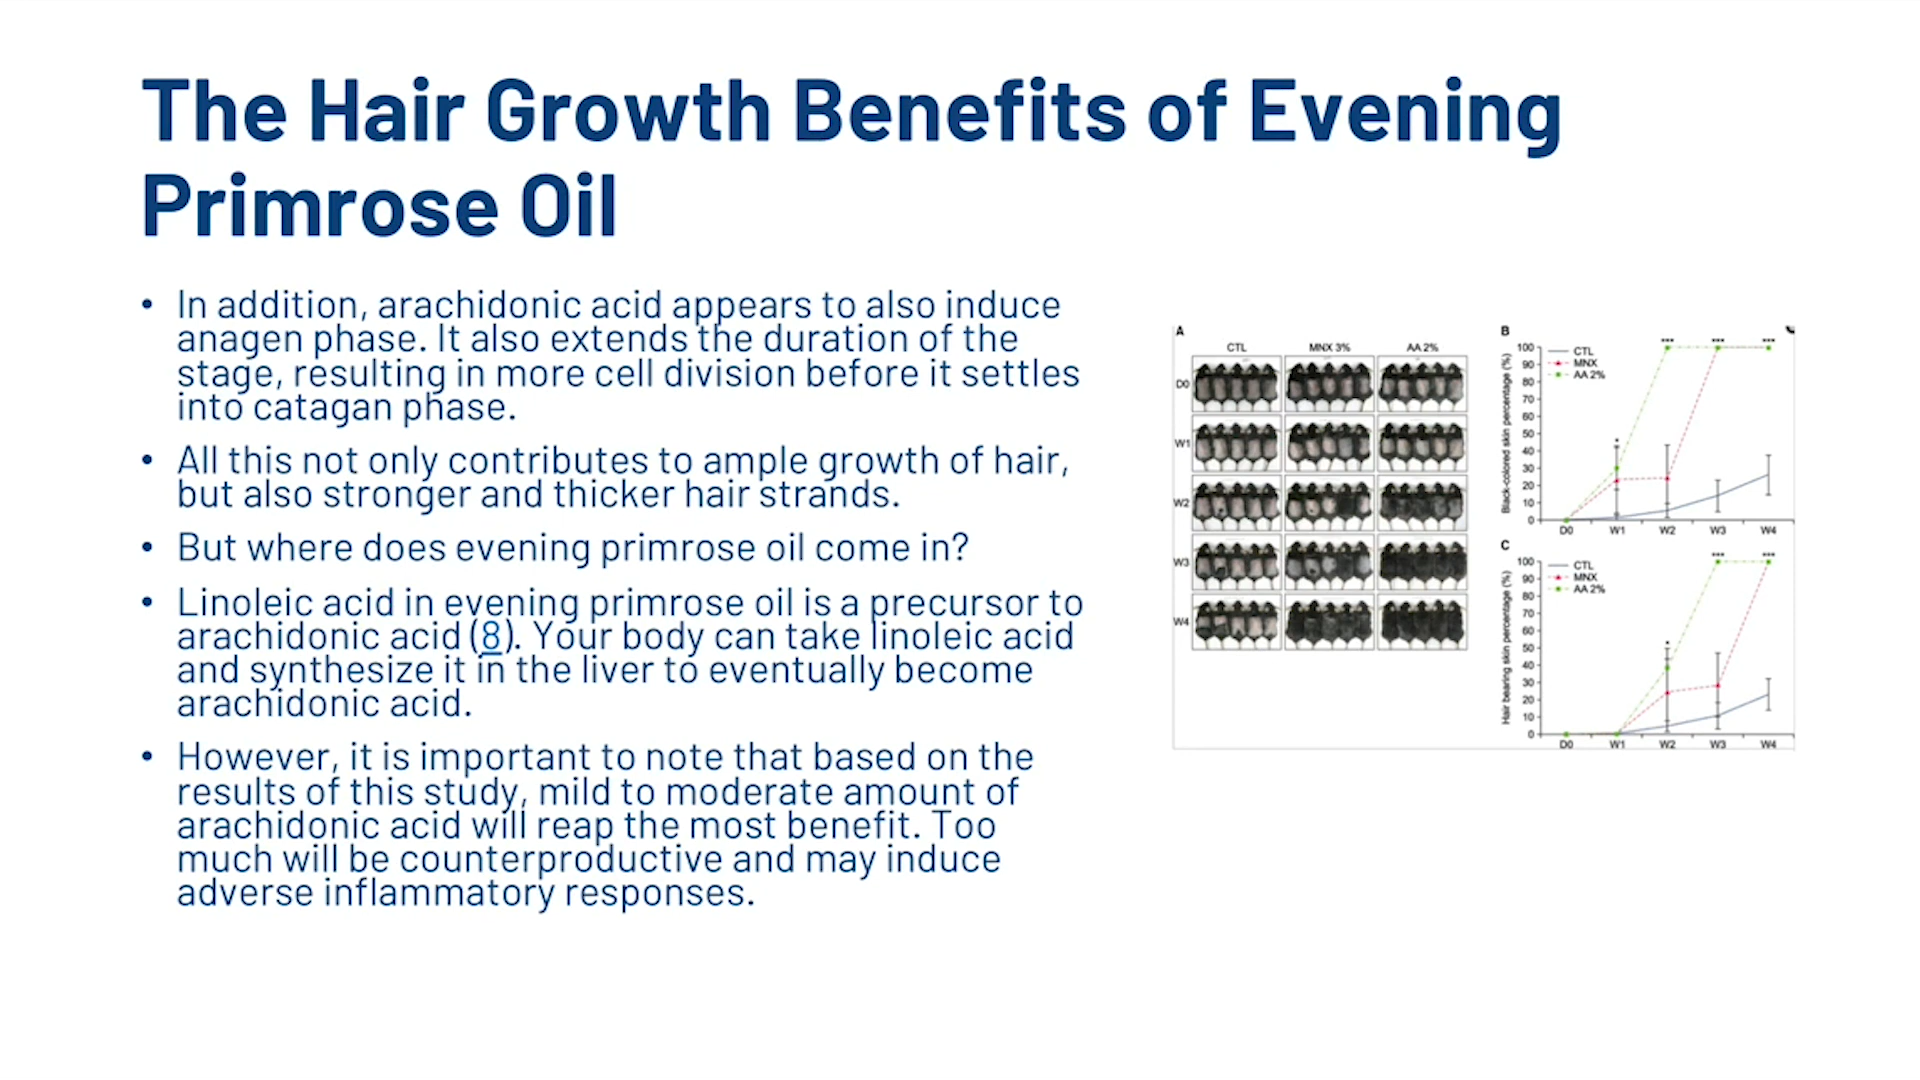 The Hair Growth Benefits of Evening
Primrose Oil
• In addition, arachidonic acid appears to also induce
anagen phase. It also extends the duration of the
stage, resulting in more cell division before it settles
into catagan phase.
• All this not only contributes to ample growth of hair,
but also stronger and thicker hair strands.
• But where does evening primrose oil come in?
• Linoleic acid in evening primrose oil is a precursor to
arachidonic acid (8). Your body can take linoleic acid
and synthesize it in the liver to eventually become
arachidonic acid.
• However, it is important to note that based on the
results of this study, mild to moderate amount of
arachidonic acid will reap the most benefit. Too
much will be counterproductive and may induce
adverse inflammatory responses.
A
CTL MNX 3% AA 2%
D0
W1
W2
W3
W4
B
Black-colored skin percentage (%)
100
90
80
70
60
50
40
30
20
10
0
CTL
MNX
AA 2%
*
*** *** ***
D0 W1 W2 W3 W4
C
Hair bearing skin percentage (%)
100
90
80
70
60
50
40
30
20
10
0
CTL
MNX
AA 2%
*
*** ***
D0 W1 W2 W3 W4